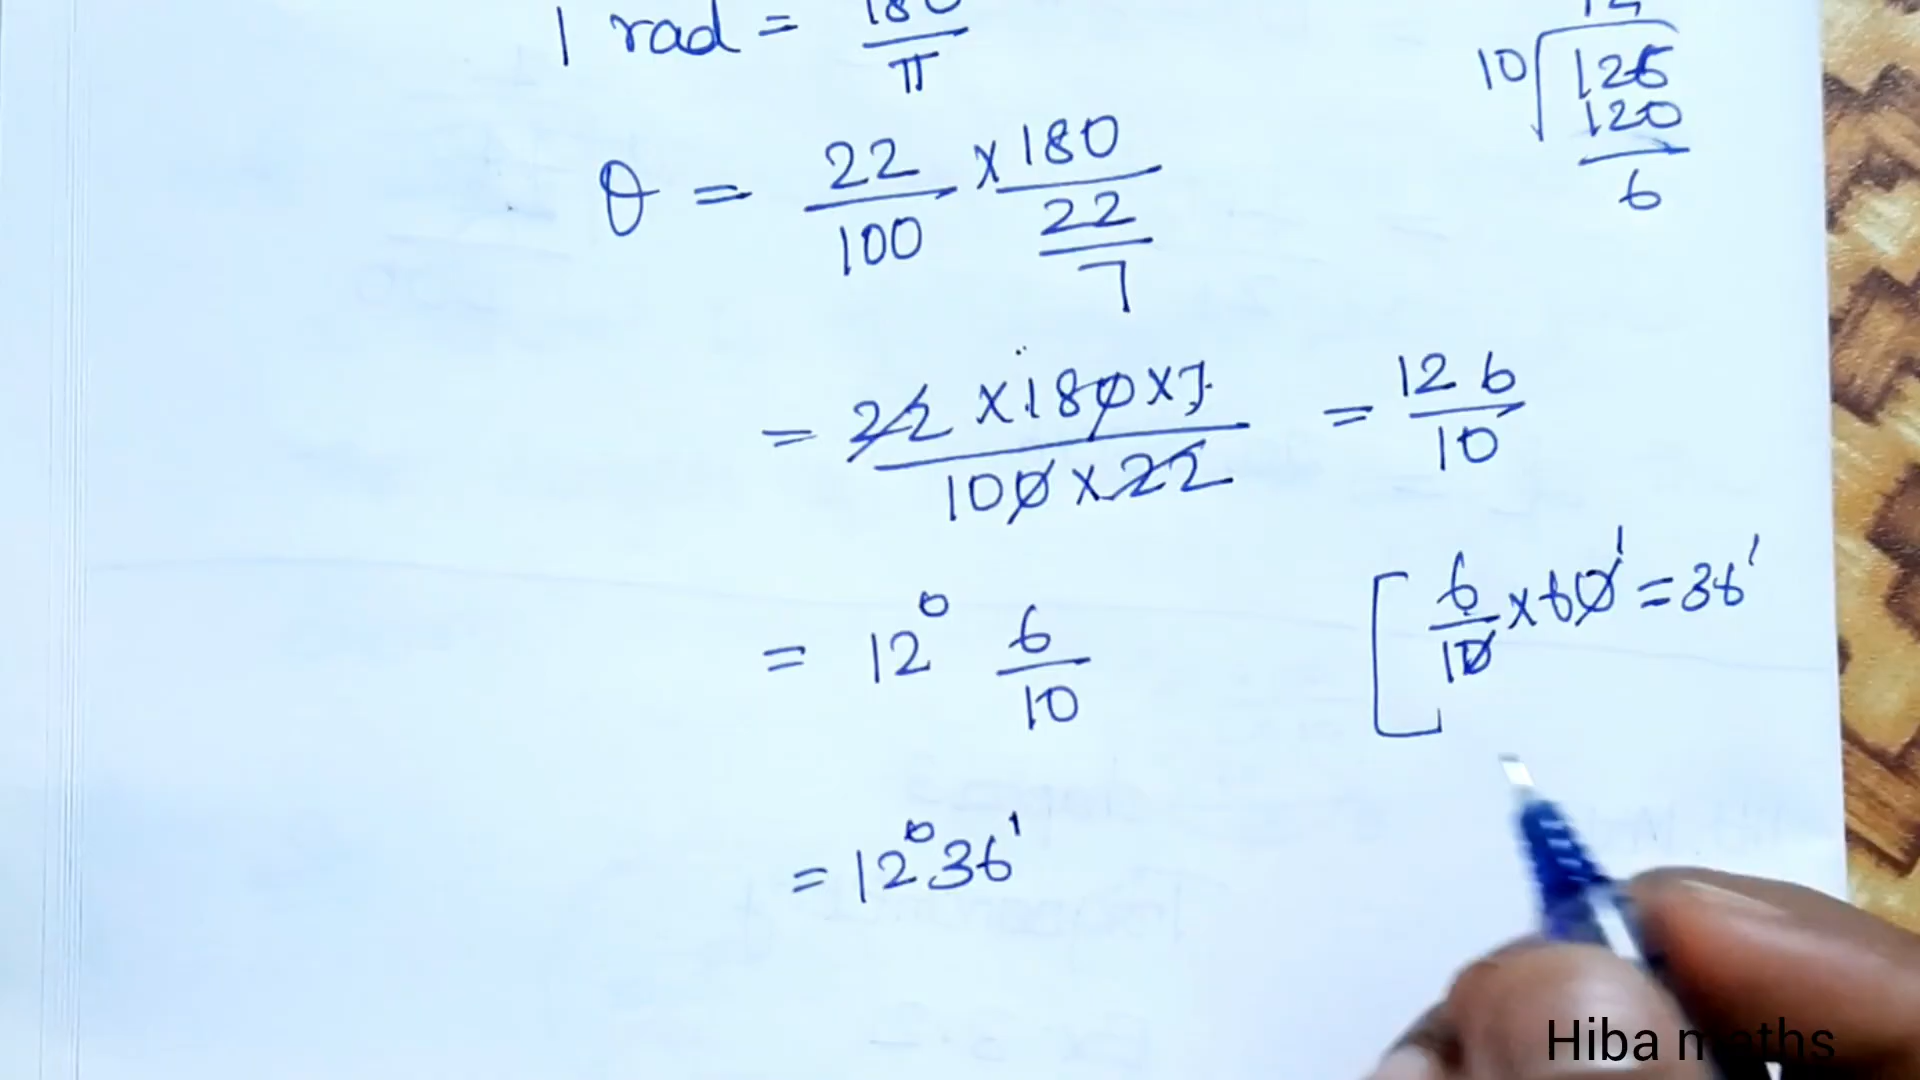 1 rad = 180/π
10 ) 126
120
6
θ = 22/100 × 180/(22/7)
= 22 × 180 × 7 / 100 × 22 = 126/10
= 12° 6/10
[ 6/10 × 60' = 36'
= 12° 36'
Hiba maths